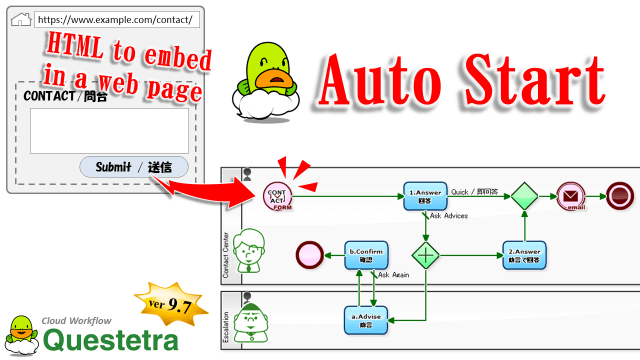 https://www.example.com/contact/
HTML to embed
in a web page
CONTACT/問合
Submit / 送信
Auto Start
CONT
ACT
FORM
1.Answer
回答
Quick / 即回答
email
Ask Advices
Contact Center
b.Confirm
確認
2.Answer
助言で回答
Ask Again
Escalation
a.Advise
助言
Ver 9.7
Cloud Workflow
Questetra